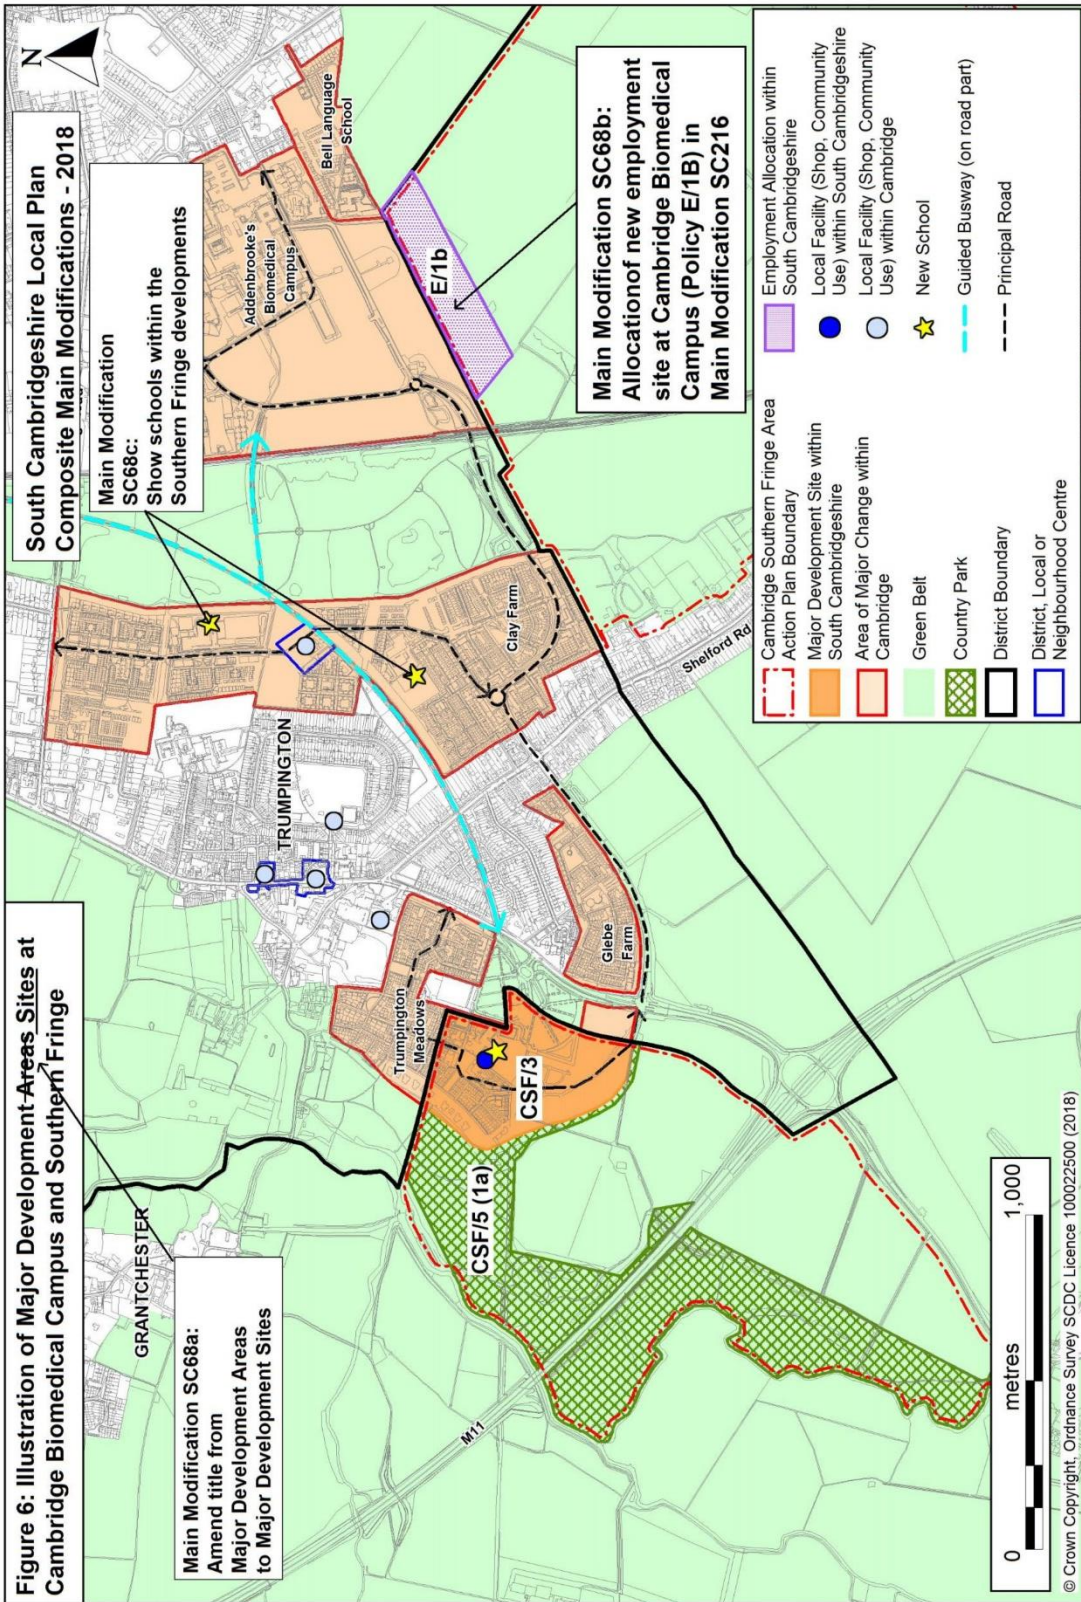 Figure 6: Illustration of Major Development Areas Sites at
Cambridge Biomedical Campus and Southern Fringe
South Cambridgeshire Local Plan
Composite Main Modifications - 2018
N
Main Modification
SC68c:
Show schools within the
Southern Fringe developments
Main Modification SC68a:
Amend title from
Major Development Areas
to Major Development Sites
GRANTCHESTER
TRUMPINGTON
Addenbrooke's
Biomedical
Campus
Bell Language
School
E/1b
Clay Farm
Shelford Rd
Trumpington
Meadows
Glebe
Farm
CSF/3
CSF/5 (1a)
M11
Main Modification SC68b:
Allocationof new employment
site at Cambridge Biomedical
Campus (Policy E/1B) in
Main Modification SC216
Cambridge Southern Fringe Area
Action Plan Boundary
Major Development Site within
South Cambridgeshire
Area of Major Change within
Cambridge
Green Belt
Country Park
District Boundary
District, Local or
Neighbourhood Centre
Employment Allocation within
South Cambridgeshire
Local Facility (Shop, Community
Use) within South Cambridgeshire
Local Facility (Shop, Community
Use) within Cambridge
New School
Guided Busway (on road part)
Principal Road
0
metres
1,000
© Crown Copyright, Ordnance Survey SCDC Licence 100022500 (2018)